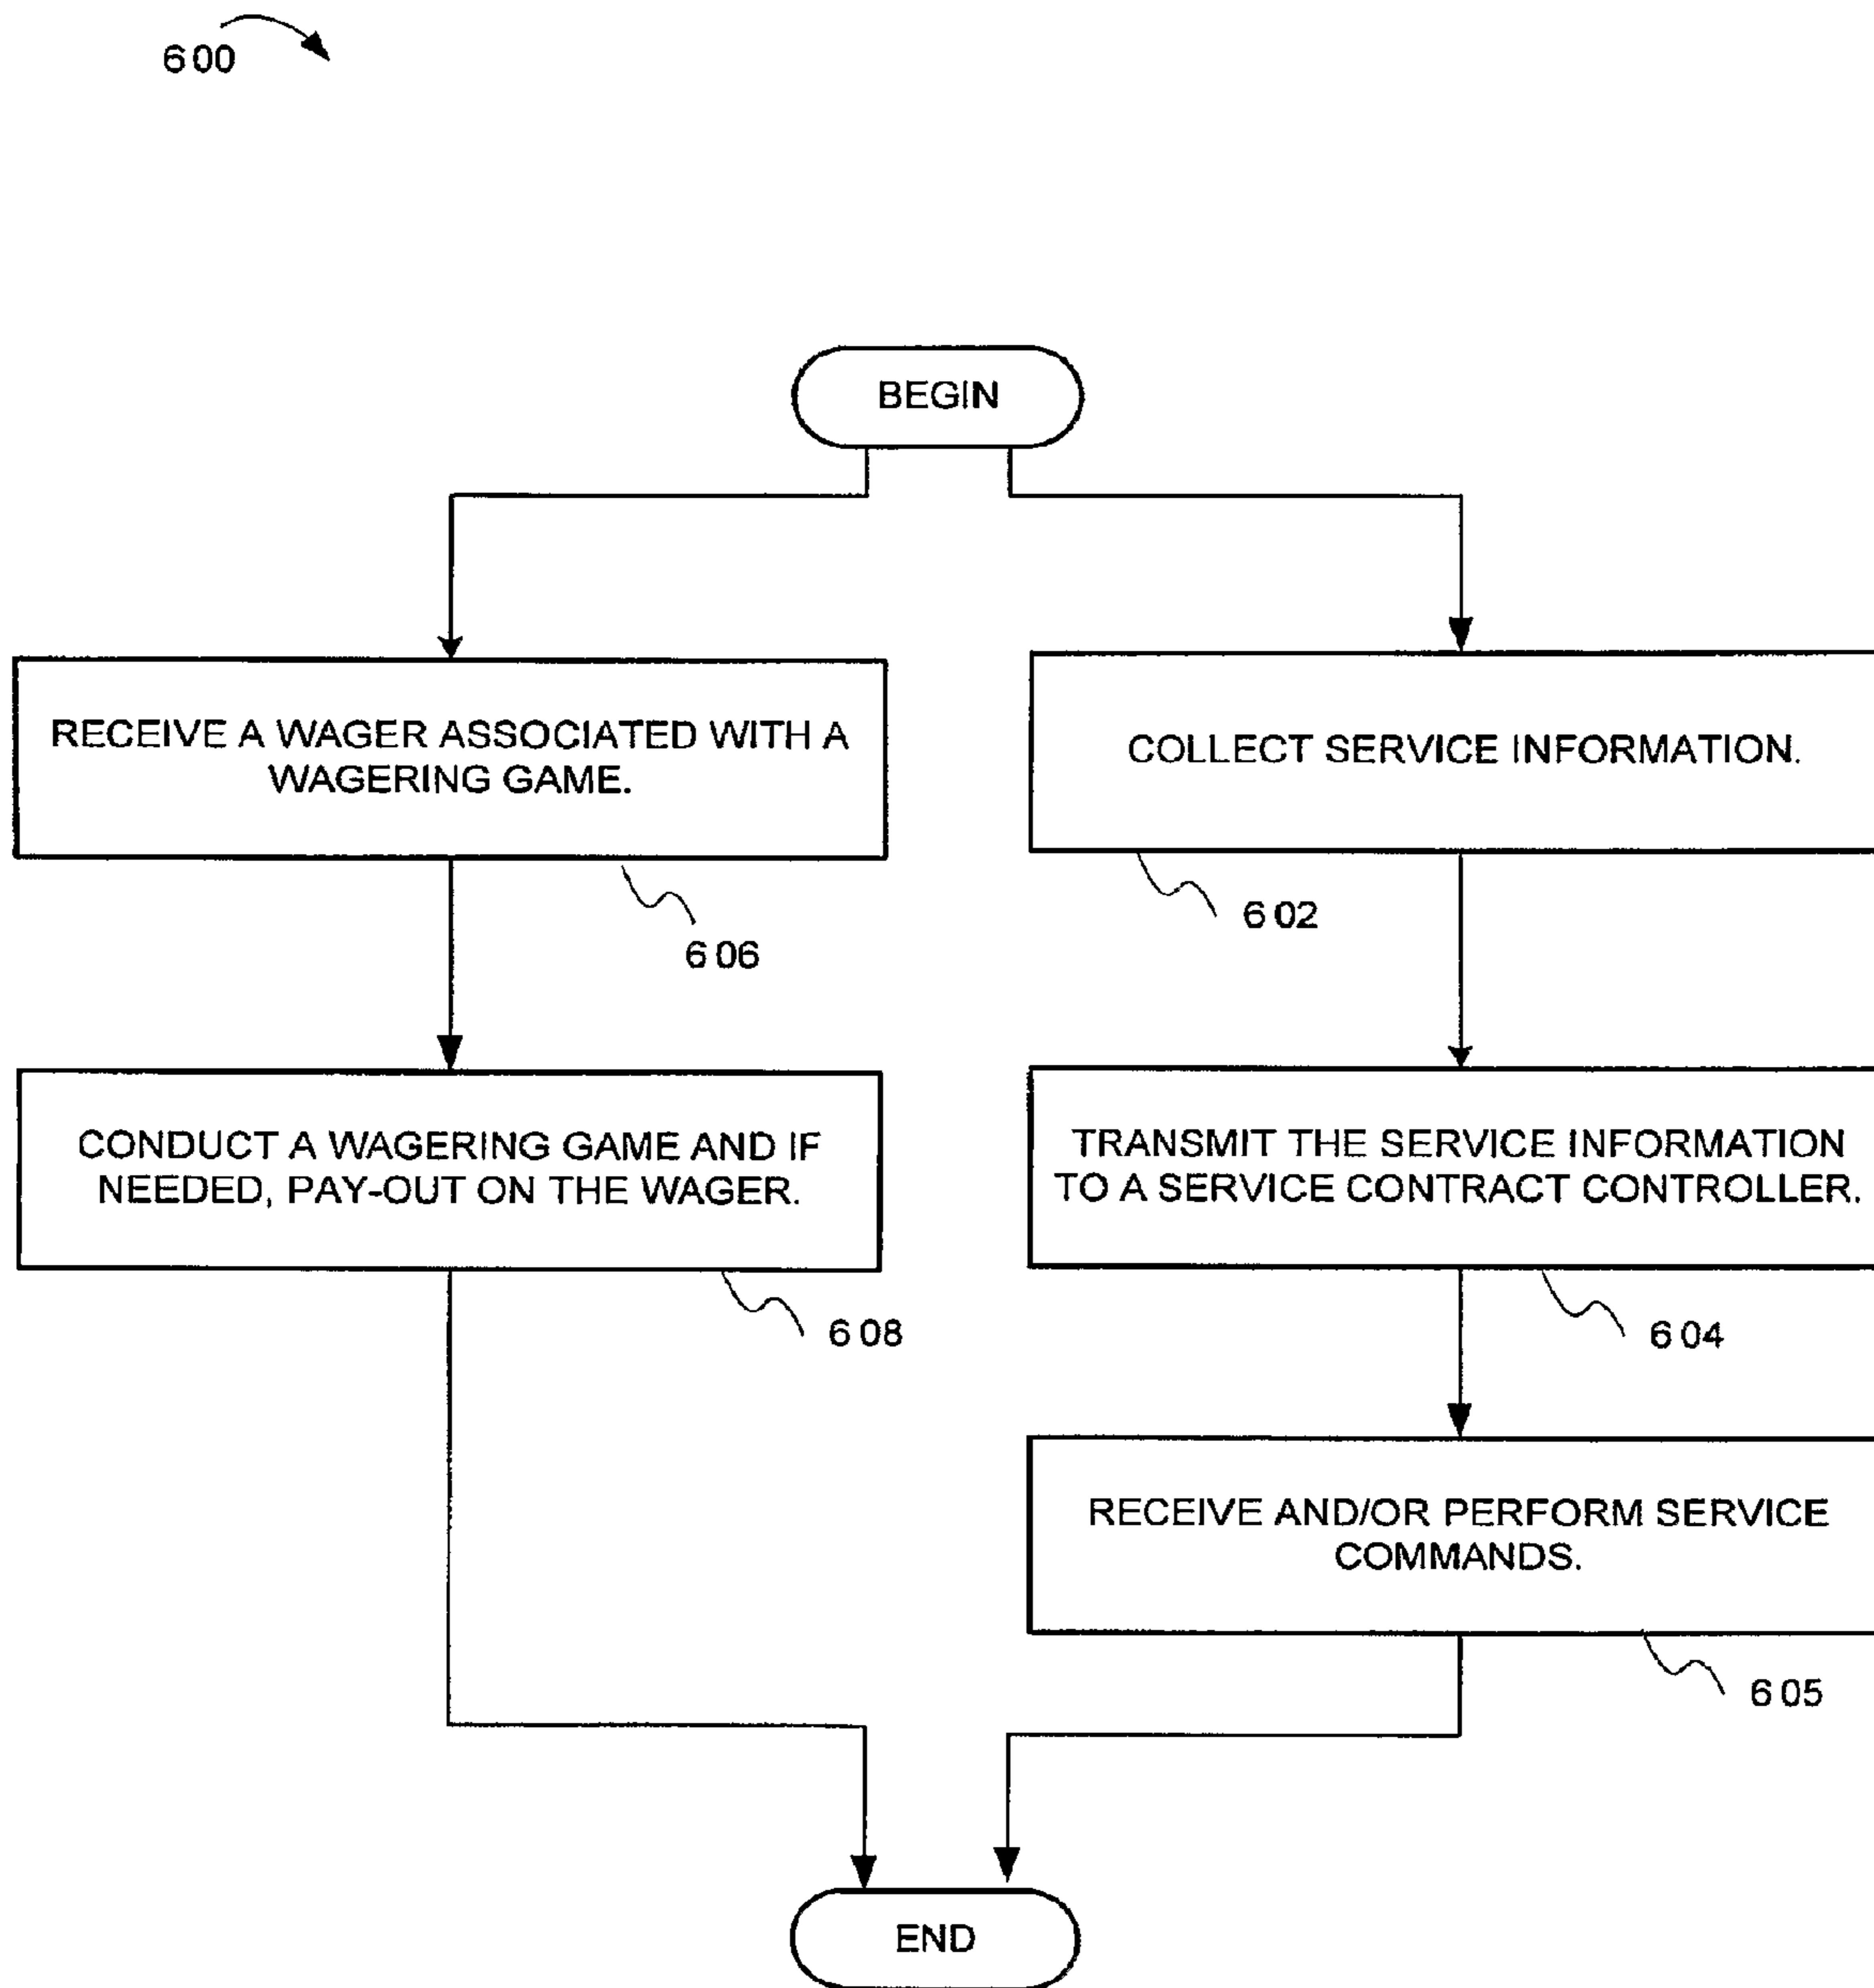 600
BEGIN
RECEIVE A WAGER ASSOCIATED WITH A
WAGERING GAME.
606
CONDUCT A WAGERING GAME AND IF
NEEDED, PAY-OUT ON THE WAGER.
608
COLLECT SERVICE INFORMATION.
602
TRANSMIT THE SERVICE INFORMATION
TO A SERVICE CONTRACT CONTROLLER.
604
RECEIVE AND/OR PERFORM SERVICE
COMMANDS.
605
END